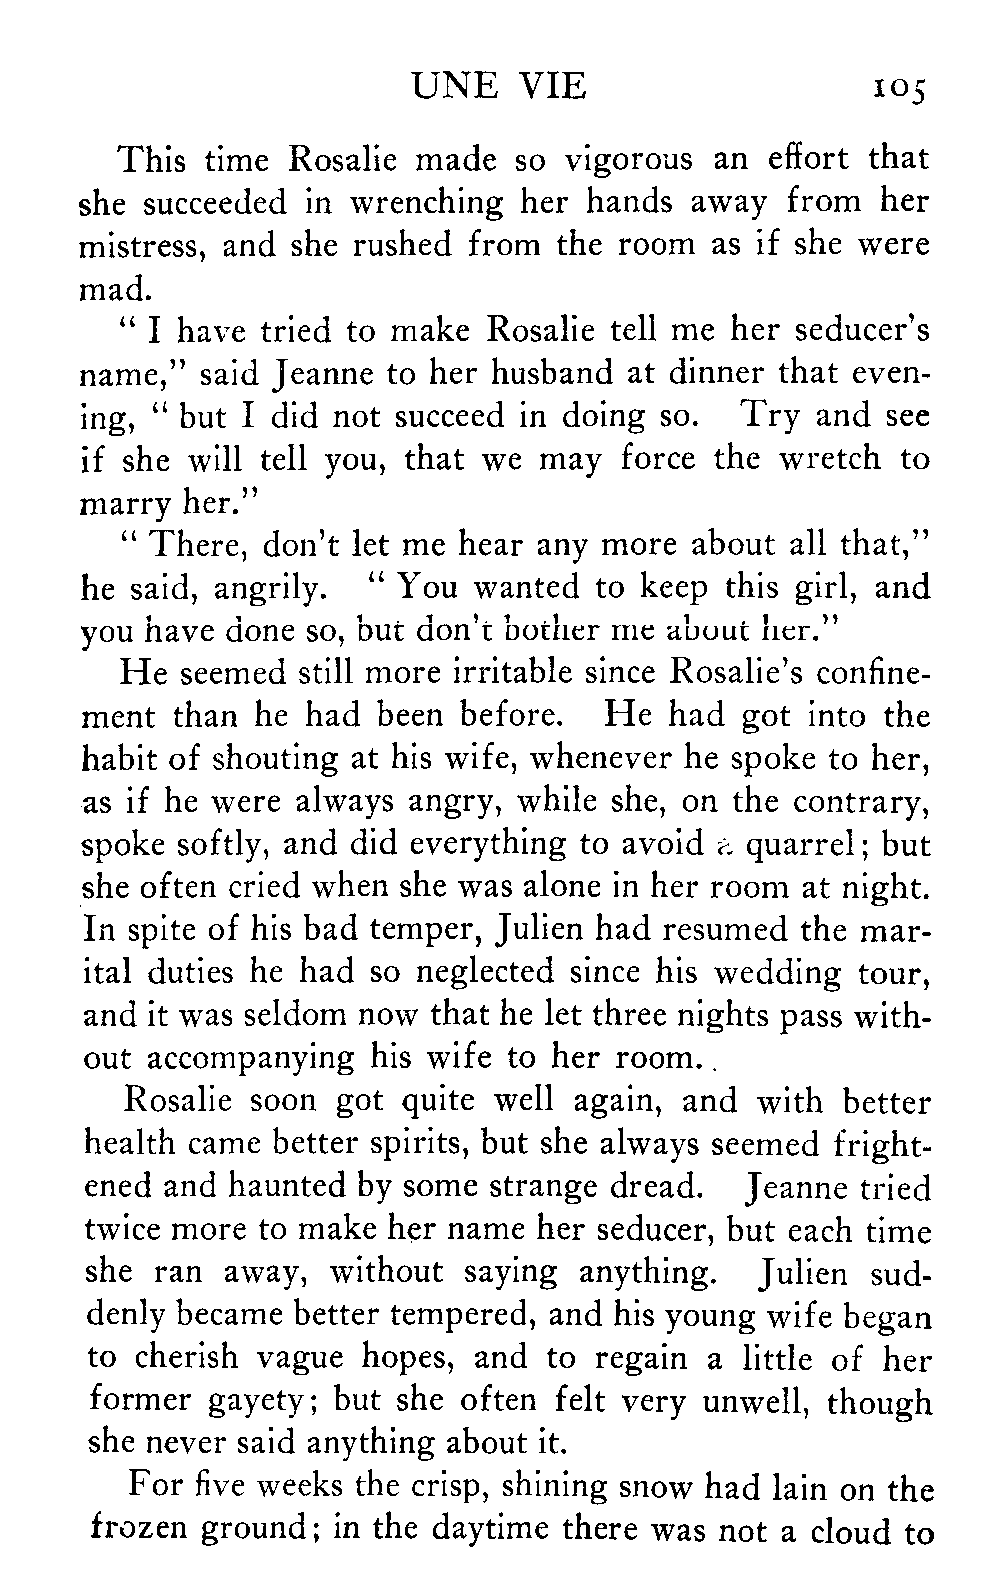 UNE VIE 105
This time Rosalie made so vigorous an effort that
she succeeded in wrenching her hands away from her
mistress, and she rushed from the room as if she were
mad.
“ I have tried to make Rosalie tell me her seducer's
name,” said Jeanne to her husband at dinner that even-
ing, “ but I did not succeed in doing so. Try and see
if she will tell you, that we may force the wretch to
marry her.”
“ There, don't let me hear any more about all that,”
he said, angrily. “ You wanted to keep this girl, and
you have done so, but don't bother me about her.”
He seemed still more irritable since Rosalie's confine-
ment than he had been before. He had got into the
habit of shouting at his wife, whenever he spoke to her,
as if he were always angry, while she, on the contrary,
spoke softly, and did everything to avoid a quarrel; but
she often cried when she was alone in her room at night.
In spite of his bad temper, Julien had resumed the mar-
ital duties he had so neglected since his wedding tour,
and it was seldom now that he let three nights pass with-
out accompanying his wife to her room.
Rosalie soon got quite well again, and with better
health came better spirits, but she always seemed fright-
ened and haunted by some strange dread. Jeanne tried
twice more to make her name her seducer, but each time
she ran away, without saying anything. Julien sud-
denly became better tempered, and his young wife began
to cherish vague hopes, and to regain a little of her
former gayety; but she often felt very unwell, though
she never said anything about it.
For five weeks the crisp, shining snow had lain on the
frozen ground; in the daytime there was not a cloud to